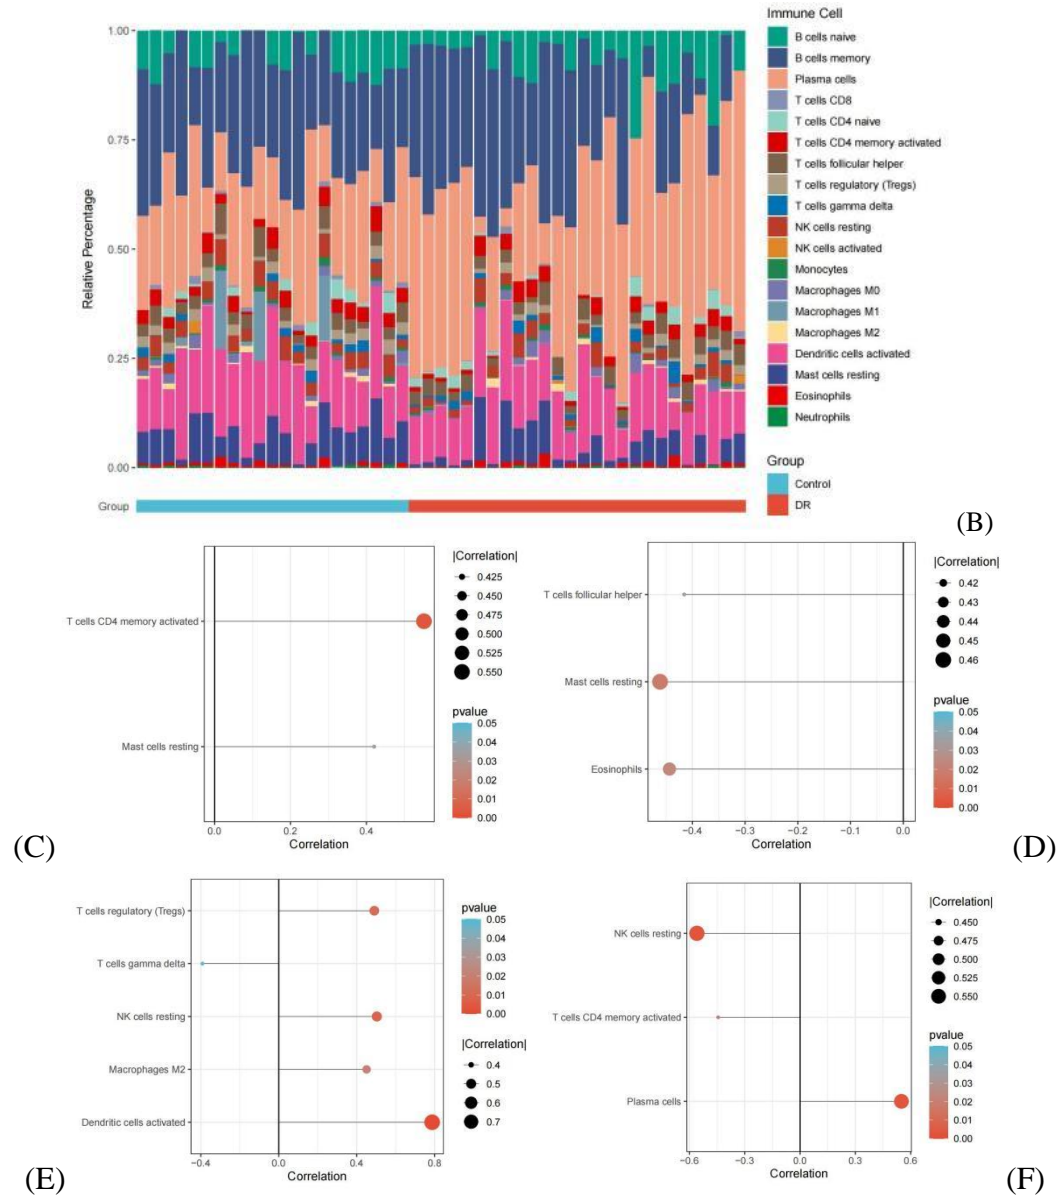 Immune Cell
1.00
0.75
0.50
0.25
0.00
Relative Percentage
B cells naive
B cells memory
Plasma cells
T cells CD8
T cells CD4 naive
T cells CD4 memory activated
T cells follicular helper
T cells regulatory (Tregs)
T cells gamma delta
NK cells resting
NK cells activated
Monocytes
Macrophages M0
Macrophages M1
Macrophages M2
Dendritic cells activated
Mast cells resting
Eosinophils
Neutrophils
Group
Control
DR
Group
(B)
T cells CD4 memory activated
Mast cells resting
0.0 0.2 0.4
Correlation
|Correlation|
0.425
0.450
0.475
0.500
0.525
0.550
pvalue
0.05
0.04
0.03
0.02
0.01
0.00
T cells follicular helper
Mast cells resting
Eosinophils
−0.4 −0.3 −0.2 −0.1 0.0
Correlation
|Correlation|
0.42
0.43
0.44
0.45
0.46
pvalue
0.05
0.04
0.03
0.02
0.01
0.00
(C)
(D)
T cells regulatory (Tregs)
T cells gamma delta
NK cells resting
Macrophages M2
Dendritic cells activated
−0.4 0.0 0.4 0.8
Correlation
pvalue
0.05
0.04
0.03
0.02
0.01
0.00
|Correlation|
0.4
0.5
0.6
0.7
NK cells resting
T cells CD4 memory activated
Plasma cells
−0.6 −0.3 0.0 0.3 0.6
Correlation
|Correlation|
0.450
0.475
0.500
0.525
0.550
pvalue
0.05
0.04
0.03
0.02
0.01
0.00
(E)
(F)